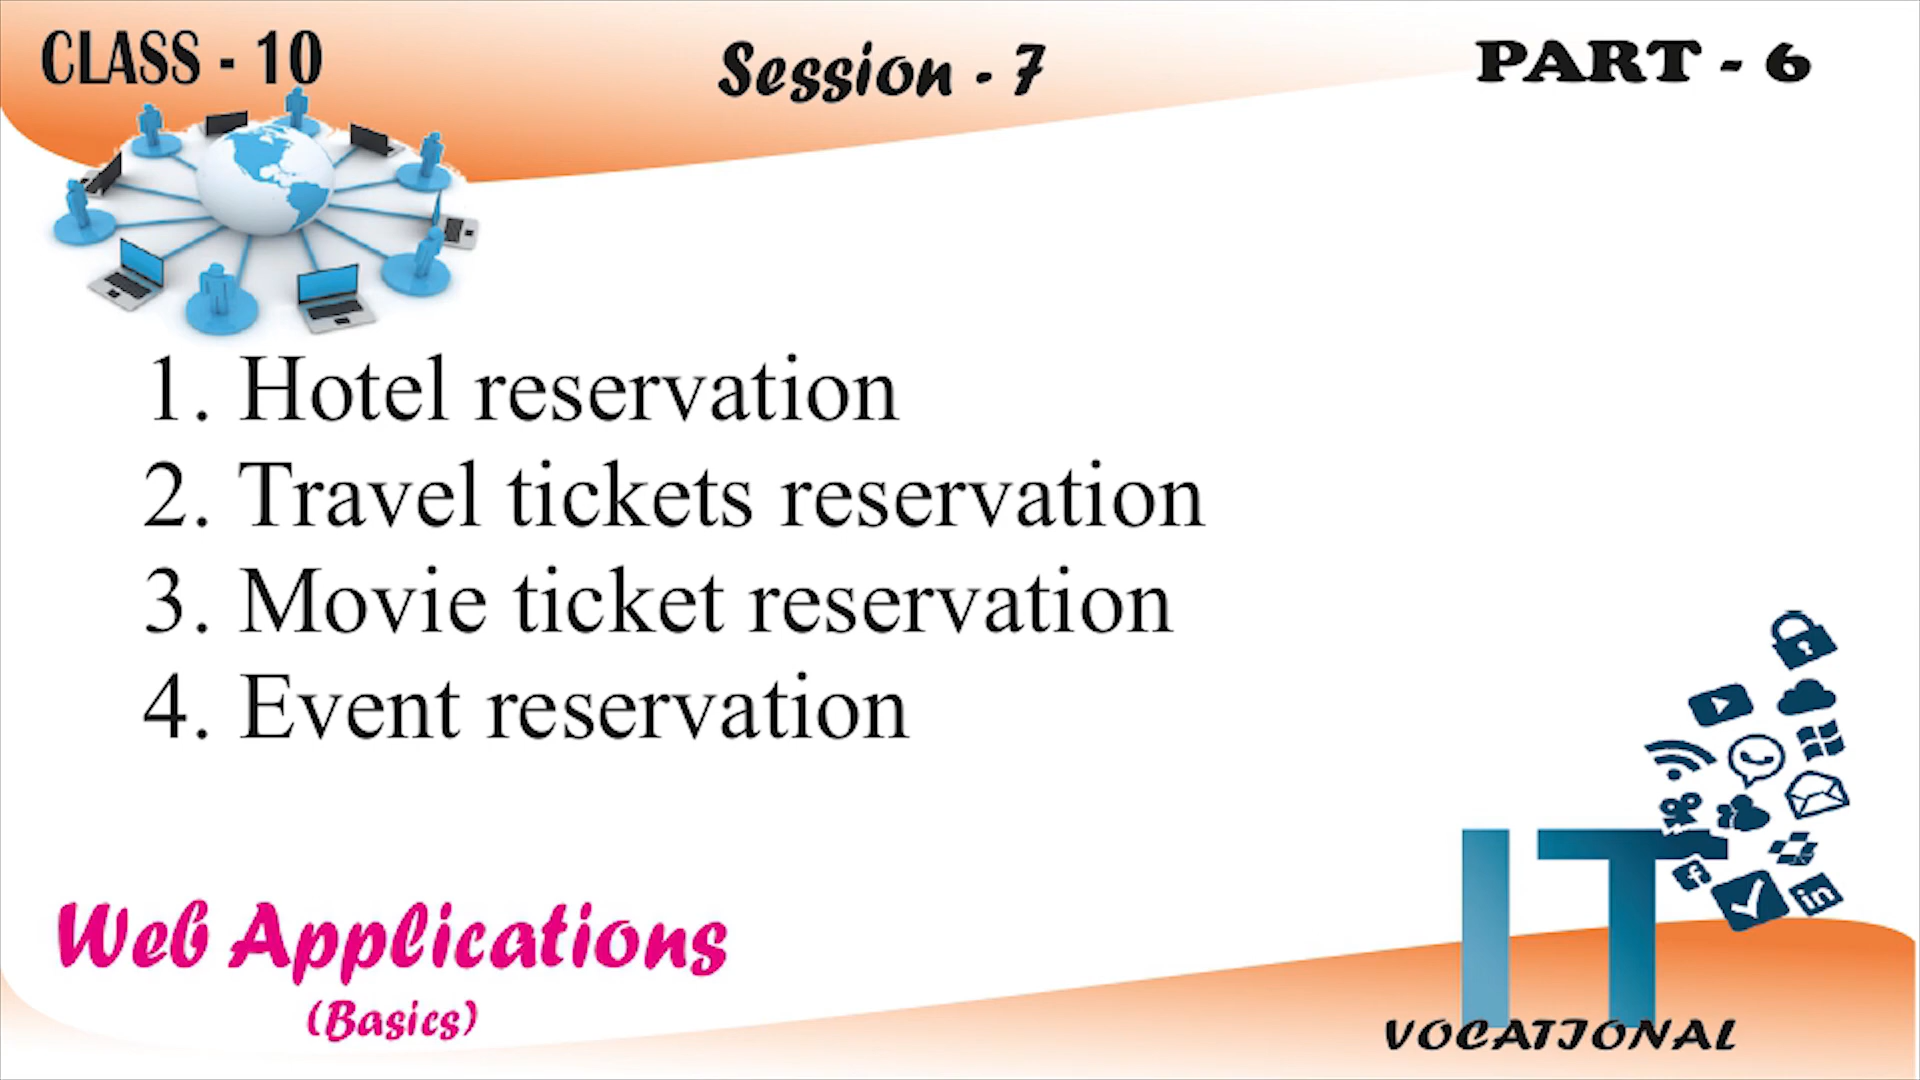 CLASS - 10
Session - 7
PART - 6
1. Hotel reservation
2. Travel tickets reservation
3. Movie ticket reservation
4. Event reservation
Web Applications
(Basics)
IT
VOCATIONAL
f
in